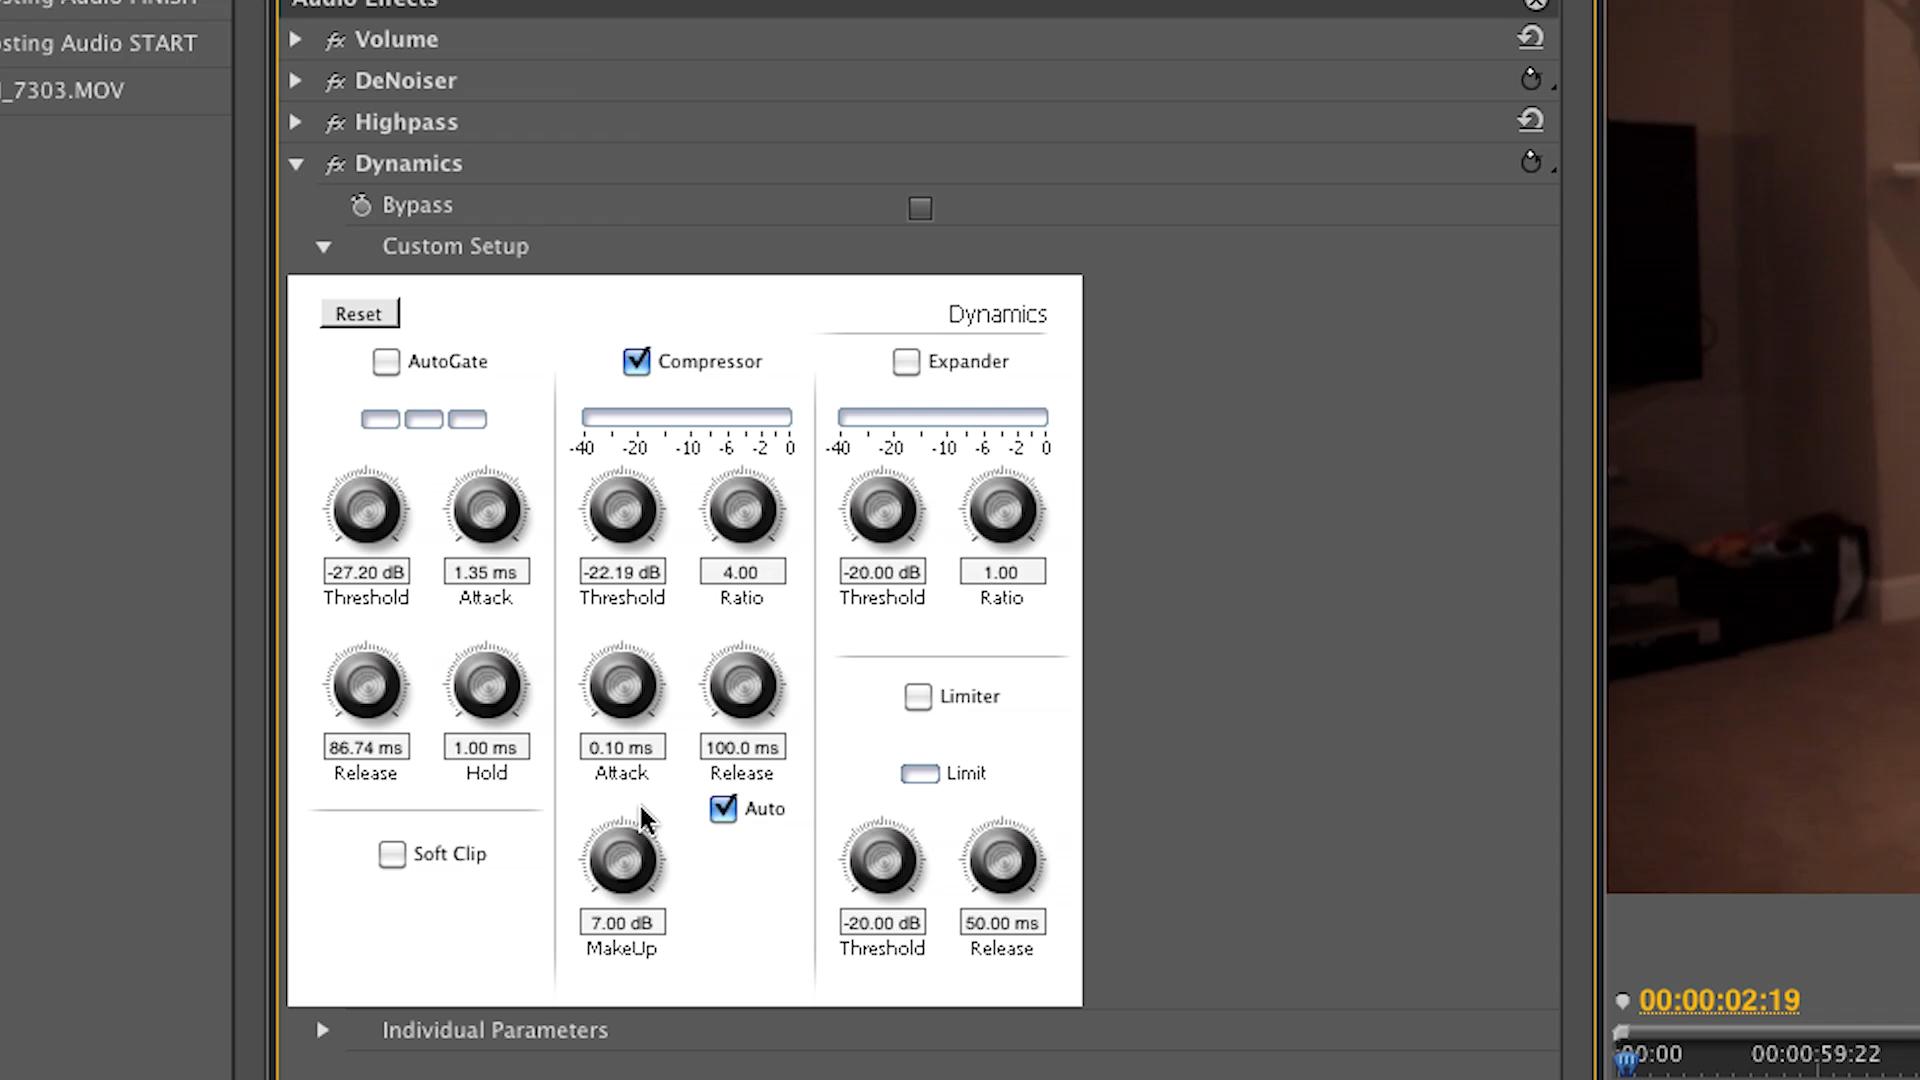 Audio Effects
osting Audio START
_7303.MOV
Volume
DeNoiser
Highpass
Dynamics
Bypass
Custom Setup
Reset
Dynamics
AutoGate
Compressor
Expander
-40 -20 -10 -6 -2 0
-40 -20 -10 -6 -2 0
-27.20 dB 1.35 ms -22.19 dB 4.00 -20.00 dB 1.00
Threshold Attack Threshold Ratio Threshold Ratio
Limiter
86.74 ms 1.00 ms 0.10 ms 100.0 ms
Release Hold Attack Release
Limit
Auto
Soft Clip
7.00 dB -20.00 dB 50.00 ms
MakeUp Threshold Release
Individual Parameters
00:00:02:19
00:00 00:00:59:22